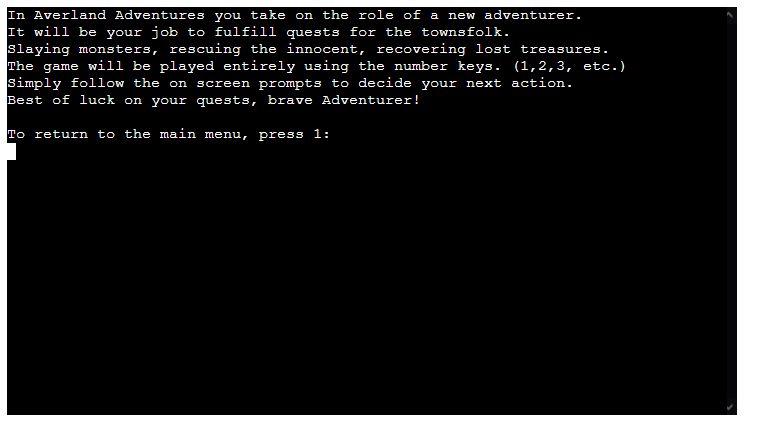 In Averland Adventures you take on the role of a new adventurer.
It will be your job to fulfill quests for the townsfolk.
Slaying monsters, rescuing the innocent, recovering lost treasures.
The game will be played entirely using the number keys. (1,2,3, etc.)
Simply follow the on screen prompts to decide your next action.
Best of luck on your quests, brave Adventurer!
To return to the main menu, press 1: